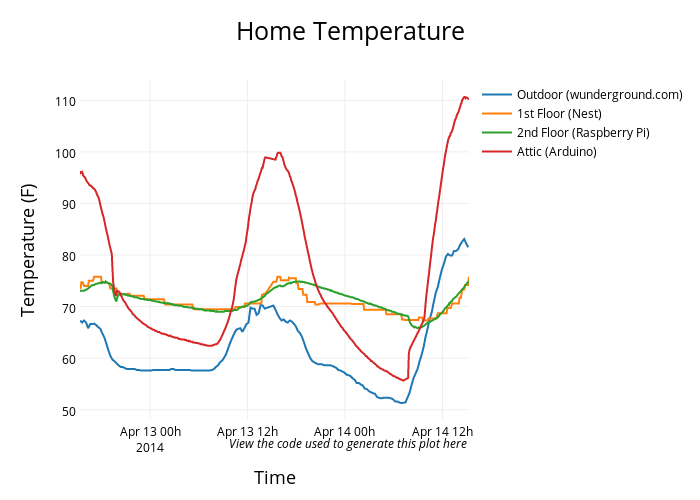 Home Temperature
Outdoor (wunderground.com)
1st Floor (Nest)
2nd Floor (Raspberry Pi)
Attic (Arduino)
Temperature (F)
110
100
90
80
70
60
50
Apr 13 00h
2014
Apr 13 12h
Apr 14 00h
Apr 14 12h
View the code used to generate this plot here
Time